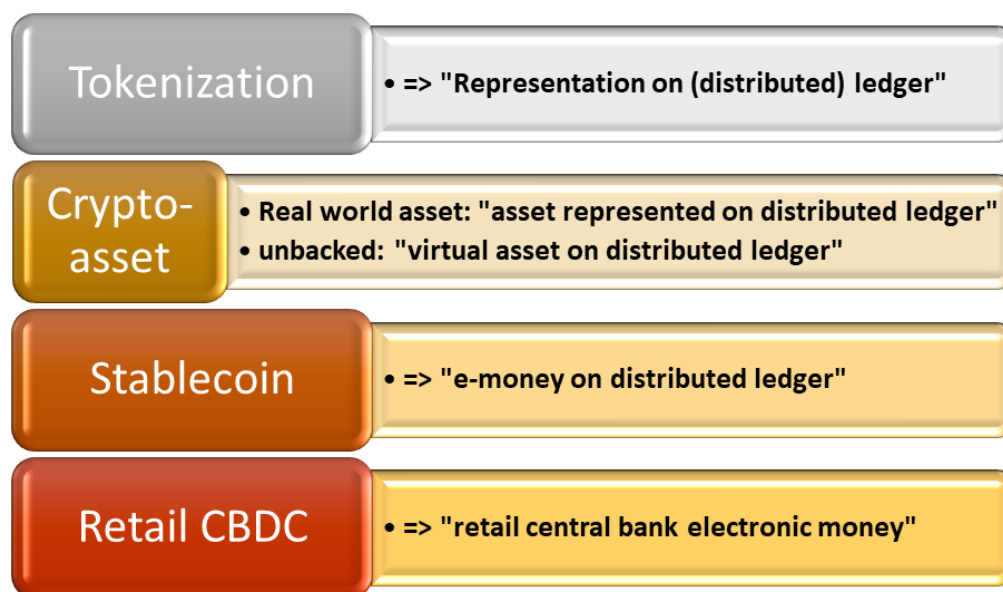 Tokenization
• => "Representation on (distributed) ledger"
Crypto-
asset
• Real world asset: "asset represented on distributed ledger"
• unbacked: "virtual asset on distributed ledger"
Stablecoin
• => "e-money on distributed ledger"
Retail CBDC
• => "retail central bank electronic money"